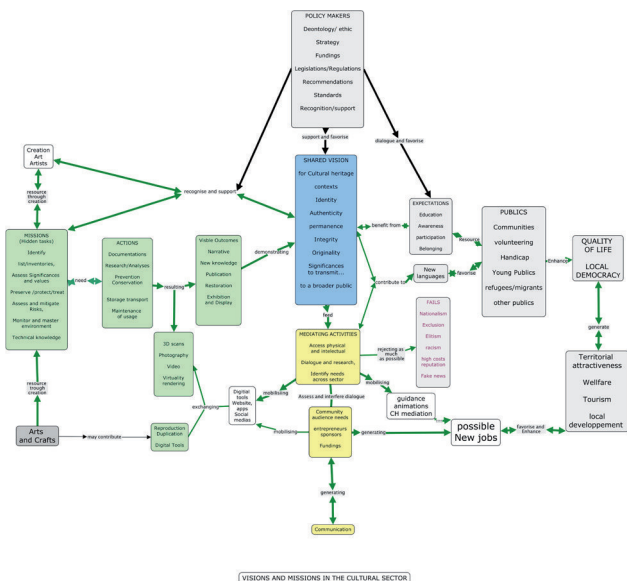 POLICY MAKERS
Deontology/ ethic
Strategy
Fundings
Legislations/Regulations
Recommendations
Standards
Recognition/support
support and favorise
dialogue and favorise
Creation
Art
Artists
resource
through
creation
recognise and support
SHARED VISION
for Cultural heritage
contexts
Identity
Authenticity
permanence
Integrity
Originality
Significances
to transmit...
to a broader public
EXPECTATIONS
Education
Awareness
participation
Belonging
benefit from
Resource
PUBLICS
Communities
volunteering
Handicap
Young Publics
refugees/migrants
other publics
Enhance
QUALITY
OF LIFE
LOCAL
DEMOCRACY
MISSIONS
(Hidden tasks)
Identify
list/inventories,
Assess Significances
and values
Preserve /protect/treat
Assess and mitigate
Risks,
Monitor and master
environment
Technical knowledge
need
ACTIONS
Documentations
Research/Analyses
Prevention
Conservation
Storage transport
Maintenance
of usage
resulting
Visible Outcomes
Narrative
New knowledge
Publication
Restoration
Exhibition
and Display
demonstrating
contribute to
New
languages
favorise
generate
feed
FAILS
Nationalism
Exclusion
Elitism
racism
high costs
reputation
Fake news
rejecting as
much
as possible
MEDIATING ACTIVITIES
Access physical
and intelectual
Dialogue and research,
Identify needs
across sector
3D scans
Photography
Video
Virtuality
rendering
exchanging
Digital
tools
Website,
apps
Social
medias
mobilising
mobilising
Assess and interfere dialogue
guidance
animations
CH mediation
Territorial
attractiveness
Wellfare
Tourism
local
developpement
resource
trough
creation
Arts
and Crafts
may contribute
Reproduction
Duplication
Digital Tools
mobilising
Community
audience needs
entrepreneurs
sponsors
Fundings
generating
possible
New jobs
favorise and
Enhance
generating
Communication
VISIONS AND MISSIONS IN THE CULTURAL SECTOR